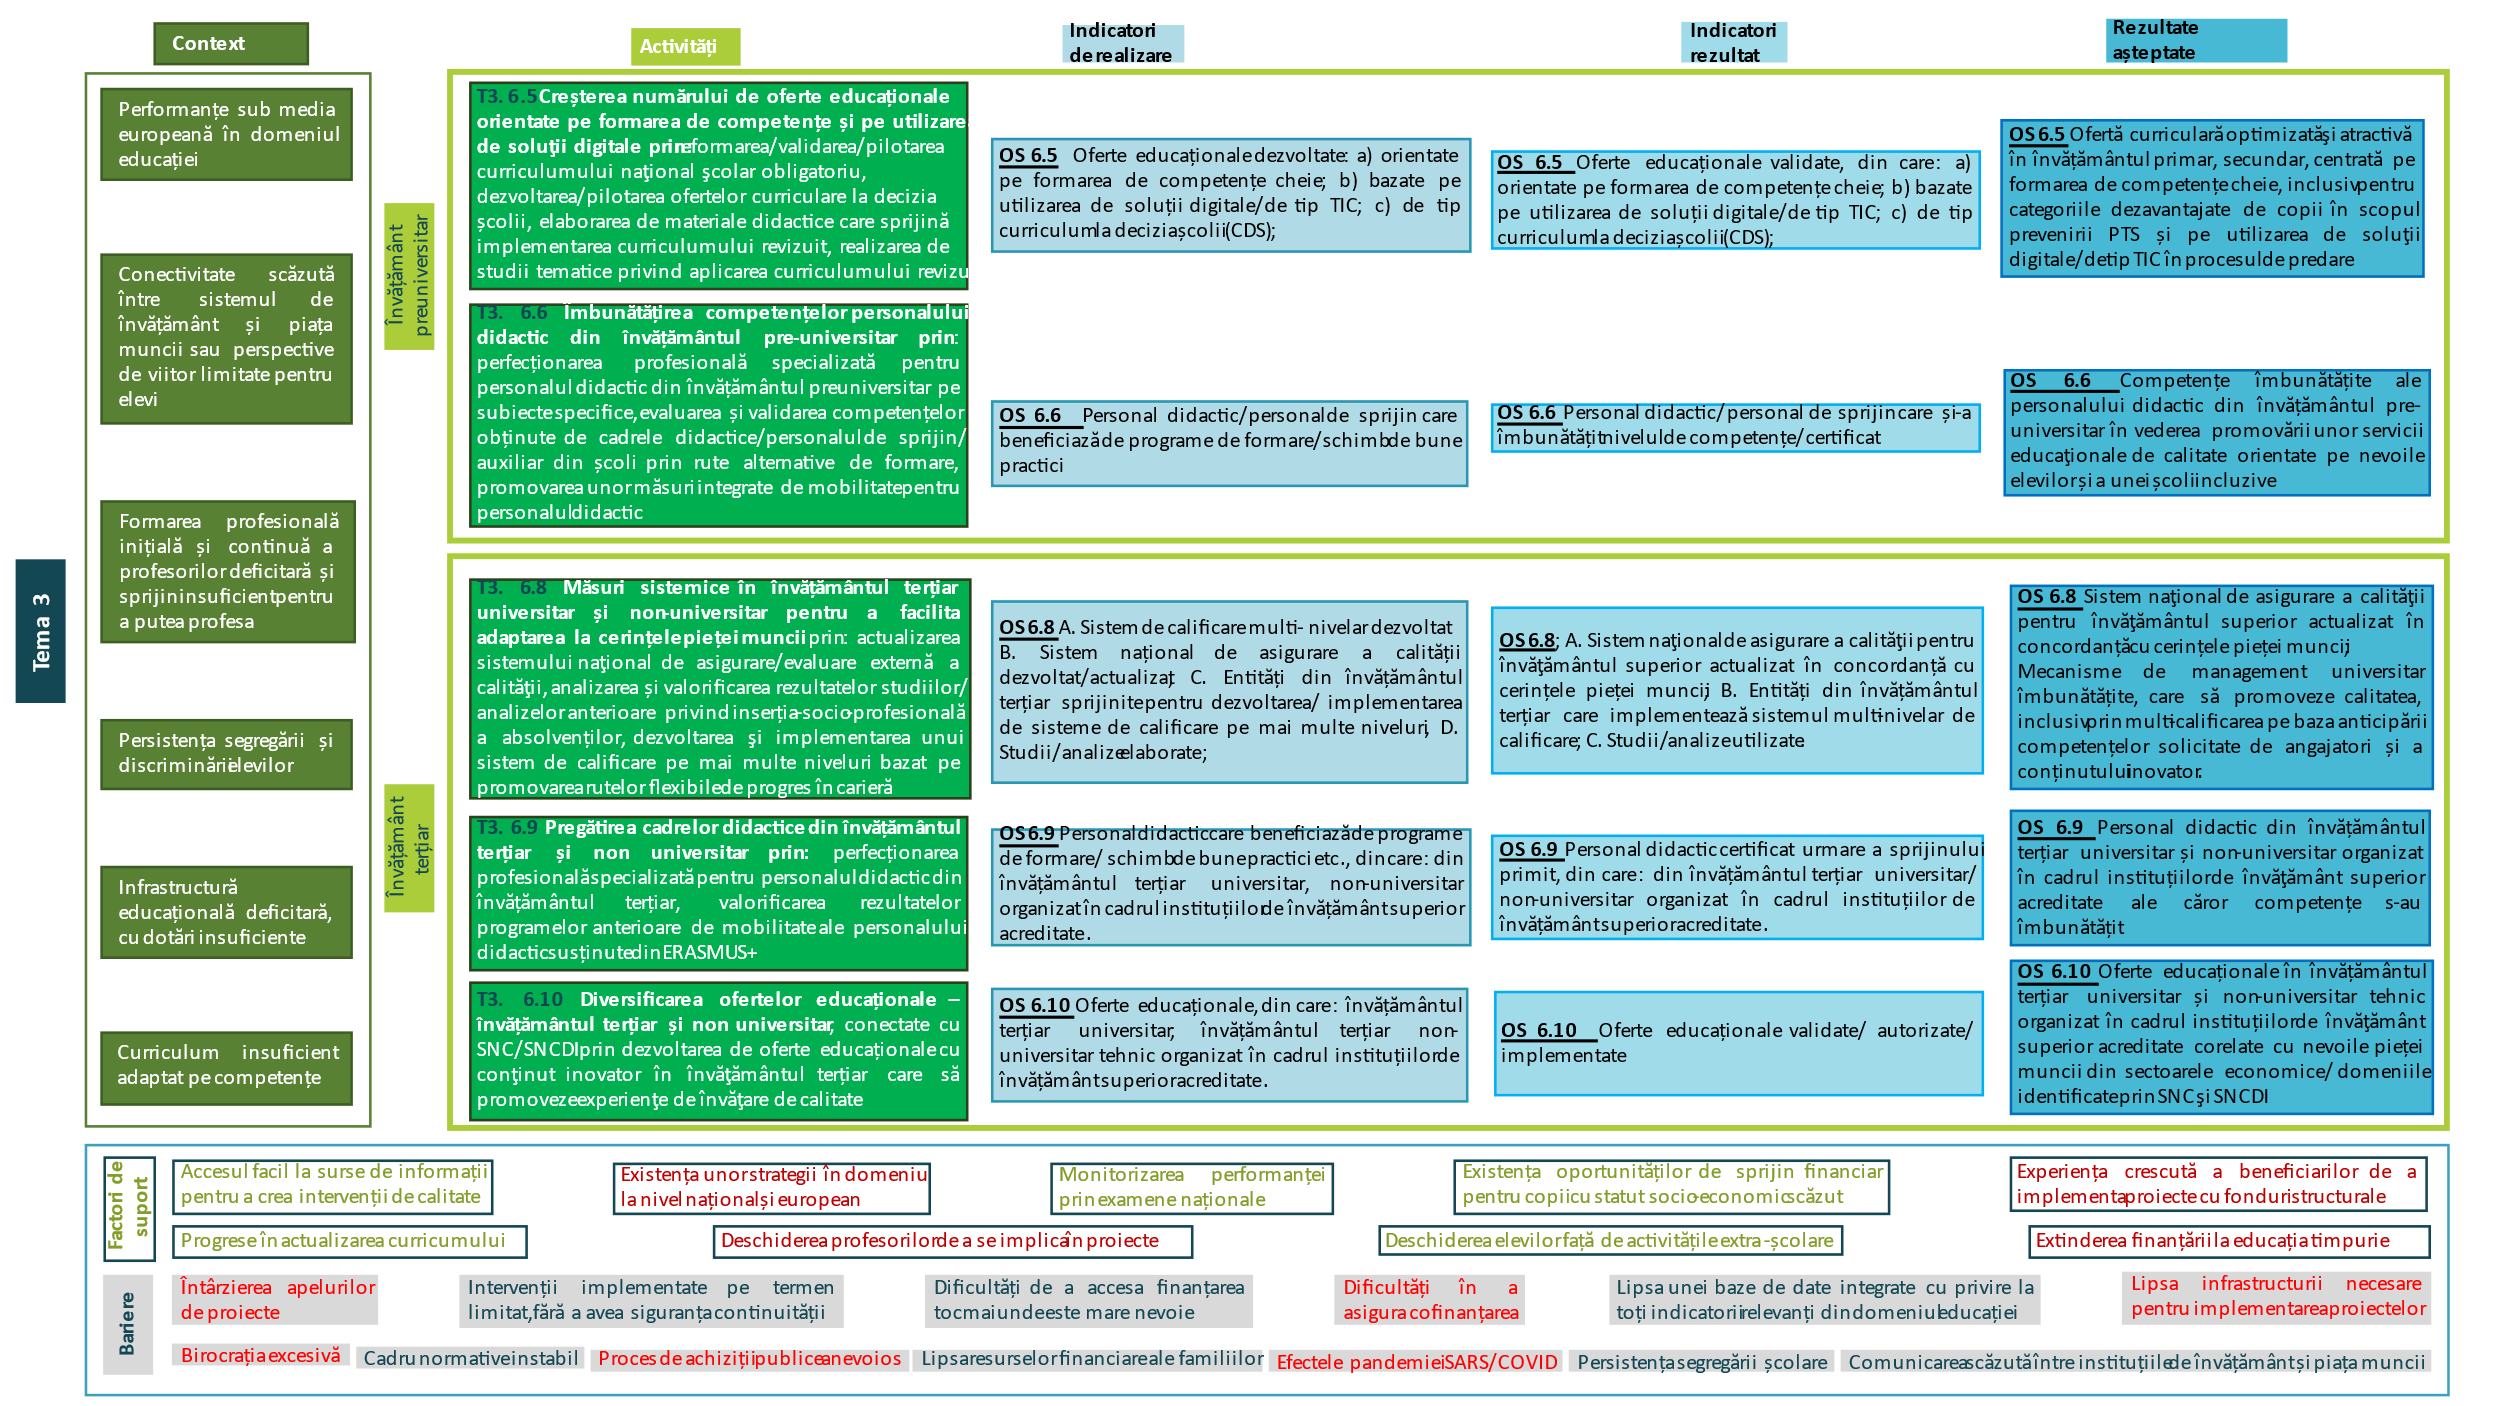 Context
Activități
Indicatori
de realizare
Indicatori
rezultat
Rezultate
așteptate
Tema 3
Performanțe sub media
europeană în domeniul
educației
Conectivitate scăzută
între sistemul de
învățământ și piața
muncii sau perspective
de viitor limitate pentru
elevi
Formarea profesională
inițială și continuă a
profesorilor deficitară și
sprijin insuficient pentru
a putea profesa
Persistența segregării și
discriminării elevilor
Infrastructură
educațională deficitară,
cu dotări insuficiente
Curriculum insuficient
adaptat pe competențe
Învățământ
preuniversitar
T3. 6.5 Creșterea numărului de oferte educaționale
orientate pe formarea de competențe și pe utilizare
de soluții digitale prin: formarea/validarea/pilotarea
curriculumului naţional şcolar obligatoriu,
dezvoltarea/pilotarea ofertelor curriculare la decizia
școlii, elaborarea de materiale didactice care sprijină
implementarea curriculumului revizuit, realizarea de
studii tematice privind aplicarea curriculumului revizu
OS 6.5 Oferte educaționale dezvoltate: a) orientate
pe formarea de competențe cheie; b) bazate pe
utilizarea de soluții digitale/de tip TIC; c) de tip
curriculum la decizia școlii (CDS);
OS 6.5 Oferte educaționale validate, din care: a)
orientate pe formarea de competențe cheie; b) bazate
pe utilizarea de soluții digitale/de tip TIC; c) de tip
curriculum la decizia școlii (CDS);
OS 6.5 Ofertă curriculară optimizată şi atractivă
în învățământul primar, secundar, centrată pe
formarea de competențe cheie, inclusiv pentru
categoriile dezavantajate de copii în scopul
prevenirii PTS și pe utilizarea de soluţii
digitale/de tip TIC în procesul de predare
T3. 6.6 Îmbunătățirea competențelor personalului
didactic din învățământul pre-universitar prin:
perfecționarea profesională specializată pentru
personalul didactic din învățământul preuniversitar pe
subiecte specifice, evaluarea și validarea competențelor
obținute de cadrele didactice/personalul de sprijin/
auxiliar din școli prin rute alternative de formare,
promovarea unor măsuri integrate de mobilitate pentru
personalul didactic
OS 6.6 Personal didactic/personal de sprijin care
beneficiază de programe de formare/schimb de bune
practici
OS 6.6 Personal didactic/personal de sprijin care și-a
îmbunătățit nivelul de competențe/certificat
OS 6.6 Competențe îmbunătățite ale
personalului didactic din învățământul pre-
universitar în vederea promovării unor servicii
educaţionale de calitate orientate pe nevoile
elevilor și a unei școli incluzive
Învățământ
terțiar
T3. 6.8 Măsuri sistemice în învățământul terțiar
universitar și non-universitar pentru a facilita
adaptarea la cerințele pieței muncii prin: actualizarea
sistemului naţional de asigurare/evaluare externă a
calităţii, analizarea și valorificarea rezultatelor studiilor/
analizelor anterioare privind inserția-socio-profesională
a absolvenților, dezvoltarea şi implementarea unui
sistem de calificare pe mai multe niveluri bazat pe
promovarea rutelor flexibile de progres în carieră
OS 6.8 A. Sistem de calificare multi- nivelar dezvoltat
B. Sistem național de asigurare a calității
dezvoltat/actualizat; C. Entități din învățământul
terțiar sprijinite pentru dezvoltarea/ implementarea
de sisteme de calificare pe mai multe niveluri; D.
Studii/analize elaborate;
OS 6.8; A. Sistem naţional de asigurare a calităţii pentru
învăţământul superior actualizat în concordanță cu
cerințele pieței muncii; B. Entități din învățământul
terțiar care implementează sistemul multinivelar de
calificare; C. Studii/analize utilizate.
OS 6.8 Sistem naţional de asigurare a calităţii
pentru învăţământul superior actualizat în
concordanță cu cerințele pieței muncii;
Mecanisme de management universitar
îmbunătățite, care să promoveze calitatea,
inclusiv prin multi-calificarea pe baza anticipării
competențelor solicitate de angajatori și a
conținutului inovator.
T3. 6.9 Pregătirea cadrelor didactice din învățământul
terțiar și non universitar prin: perfecționarea
profesională specializată pentru personalul didactic din
învățământul terțiar, valorificarea rezultatelor
programelor anterioare de mobilitate ale personalului
didactic susținute din ERASMUS+
OS 6.9 Personal didactic care beneficiază de programe
de formare/ schimb de bune practici etc., din care: din
învățământul terțiar universitar, non-universitar
organizat în cadrul instituțiilor de învățământ superior
acreditate.
OS 6.9 Personal didactic certificat urmare a sprijinului
primit, din care: din învățământul terțiar universitar/
non-universitar organizat în cadrul instituțiilor de
învățământ superior acreditate.
OS 6.9 Personal didactic din învățământul
terțiar universitar și non-universitar organizat
în cadrul instituțiilor de învăţământ superior
acreditate ale căror competențe s-au
îmbunătățit
T3. 6.10 Diversificarea ofertelor educaționale –
învățământul terțiar și non universitar, conectate cu
SNC/SNCDI prin dezvoltarea de oferte educaționale cu
conţinut inovator în învăţământul terțiar care să
promoveze experienţe de învăţare de calitate
OS 6.10 Oferte educaționale, din care: învățământul
terțiar universitar, învățământul terțiar non-
universitar tehnic organizat în cadrul instituțiilor de
învățământ superior acreditate.
OS 6.10 Oferte educaționale validate/ autorizate/
implementate
OS 6.10 Oferte educaționale în învățământul
terțiar universitar și non-universitar tehnic
organizat în cadrul instituțiilor de învăţământ
superior acreditate corelate cu nevoile pieței
muncii din sectoarele economice/ domeniile
identificate prin SNC şi SNCDI
Factori de
suport
Accesul facil la surse de informații
pentru a crea intervenții de calitate
Existența unor strategii în domeniu
la nivel național și european
Monitorizarea performanței
prin examene naționale
Existența oportunităților de sprijin financiar
pentru copii cu statut socio-economic scăzut
Experiența crescută a beneficiarilor de a
implementa proiecte cu fonduri structurale
Progrese în actualizarea curricumului
Deschiderea profesorilor de a se implica în proiecte
Deschiderea elevilor față de activitățile extra-școlare
Extinderea finanțării la educația timpurie
Bariere
Întârzierea apelurilor
de proiecte
Intervenții implementate pe termen
limitat, fără a avea siguranța continuității
Dificultăți de a accesa finanțarea
tocmai unde este mare nevoie
Dificultăți în a
asigura cofinanțarea
Lipsa unei baze de date integrate cu privire la
toți indicatorii relevanți din domeniul educației
Lipsa infrastructurii necesare
pentru implementarea proiectelor
Birocrația excesivă
Cadru normative instabil
Proces de achiziții publice anevoios
Lipsa resurselor financiare ale familiilor
Efectele pandemiei SARS/COVID
Persistența segregării școlare
Comunicarea scăzută între instituțiile de învățământ și piața muncii